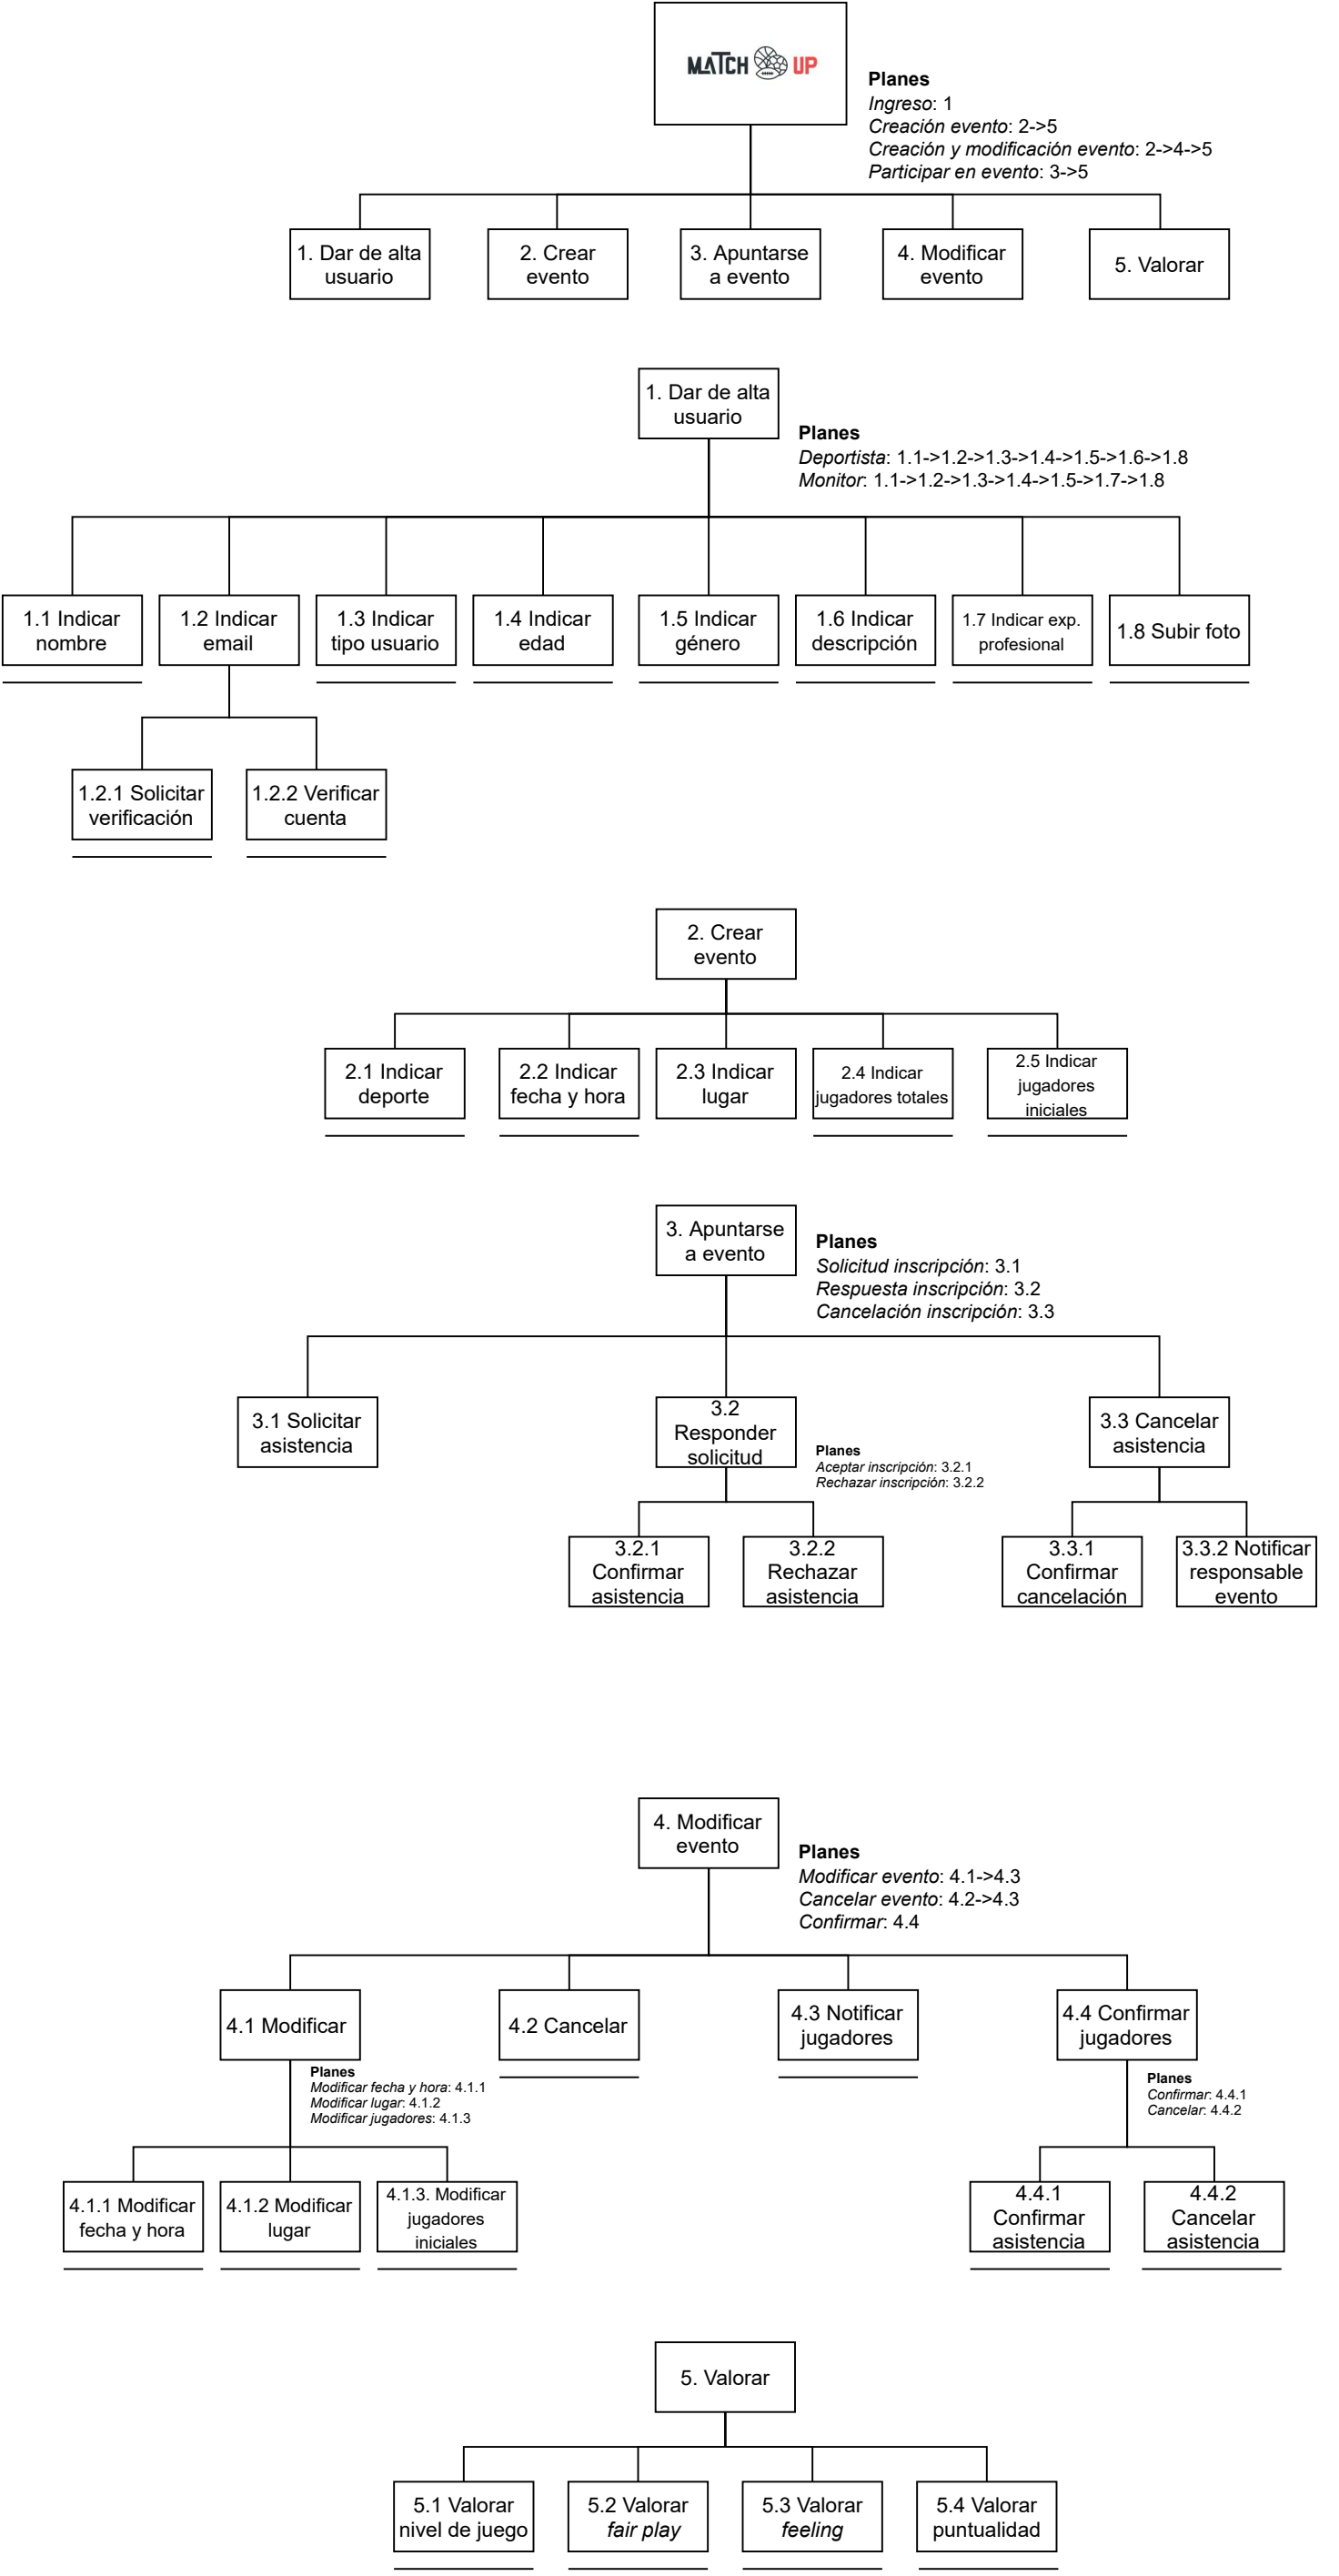 MATCH UP
Planes
Ingreso: 1
Creación evento: 2->5
Creación y modificación evento: 2->4->5
Participar en evento: 3->5
1. Dar de alta
usuario
2. Crear
evento
3. Apuntarse
a evento
4. Modificar
evento
5. Valorar
1. Dar de alta
usuario
Planes
Deportista: 1.1->1.2->1.3->1.4->1.5->1.6->1.8
Monitor: 1.1->1.2->1.3->1.4->1.5->1.7->1.8
1.1 Indicar
nombre
1.2 Indicar
email
1.3 Indicar
tipo usuario
1.4 Indicar
edad
1.5 Indicar
género
1.6 Indicar
descripción
1.7 Indicar exp.
profesional
1.8 Subir foto
1.2.1 Solicitar
verificación
1.2.2 Verificar
cuenta
2. Crear
evento
2.1 Indicar
deporte
2.2 Indicar
fecha y hora
2.3 Indicar
lugar
2.4 Indicar
jugadores totales
2.5 Indicar
jugadores
iniciales
3. Apuntarse
a evento
Planes
Solicitud inscripción: 3.1
Respuesta inscripción: 3.2
Cancelación inscripción: 3.3
3.1 Solicitar
asistencia
3.2
Responder
solicitud
Planes
Aceptar inscripción: 3.2.1
Rechazar inscripción: 3.2.2
3.3 Cancelar
asistencia
3.2.1
Confirmar
asistencia
3.2.2
Rechazar
asistencia
3.3.1
Confirmar
cancelación
3.3.2 Notificar
responsable
evento
4. Modificar
evento
Planes
Modificar evento: 4.1->4.3
Cancelar evento: 4.2->4.3
Confirmar: 4.4
4.1 Modificar
4.2 Cancelar
4.3 Notificar
jugadores
4.4 Confirmar
jugadores
Planes
Modificar fecha y hora: 4.1.1
Modificar lugar: 4.1.2
Modificar jugadores: 4.1.3
Planes
Confirmar: 4.4.1
Cancelar: 4.4.2
4.1.1 Modificar
fecha y hora
4.1.2 Modificar
lugar
4.1.3. Modificar
jugadores
iniciales
4.4.1
Confirmar
asistencia
4.4.2
Cancelar
asistencia
5. Valorar
5.1 Valorar
nivel de juego
5.2 Valorar
fair play
5.3 Valorar
feeling
5.4 Valorar
puntualidad